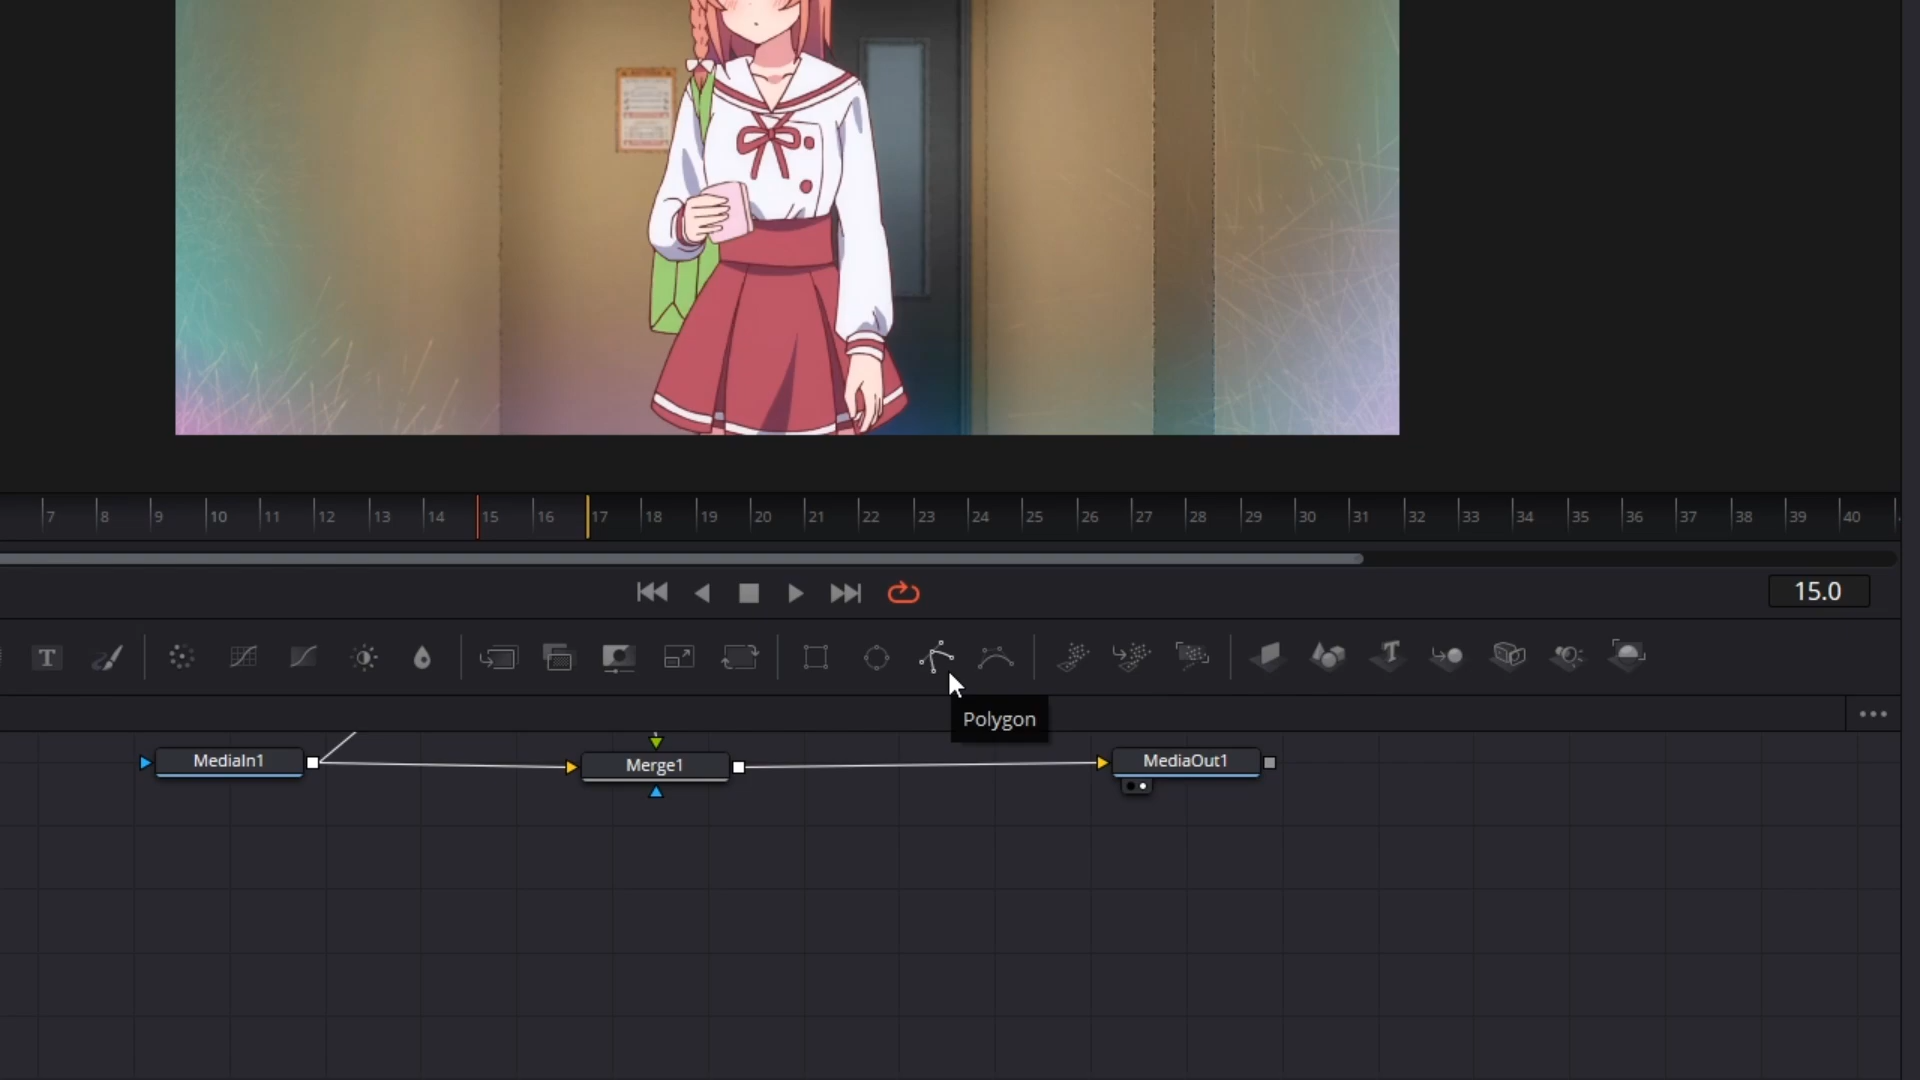 7 8 9 10 11 12 13 14 15 16 17 18 19 20 21 22 23 24 25 26 27 28 29 30 31 32 33 34 35 36 37 38 39 40
15.0
T
Polygon
MediaIn1 Merge1 MediaOut1